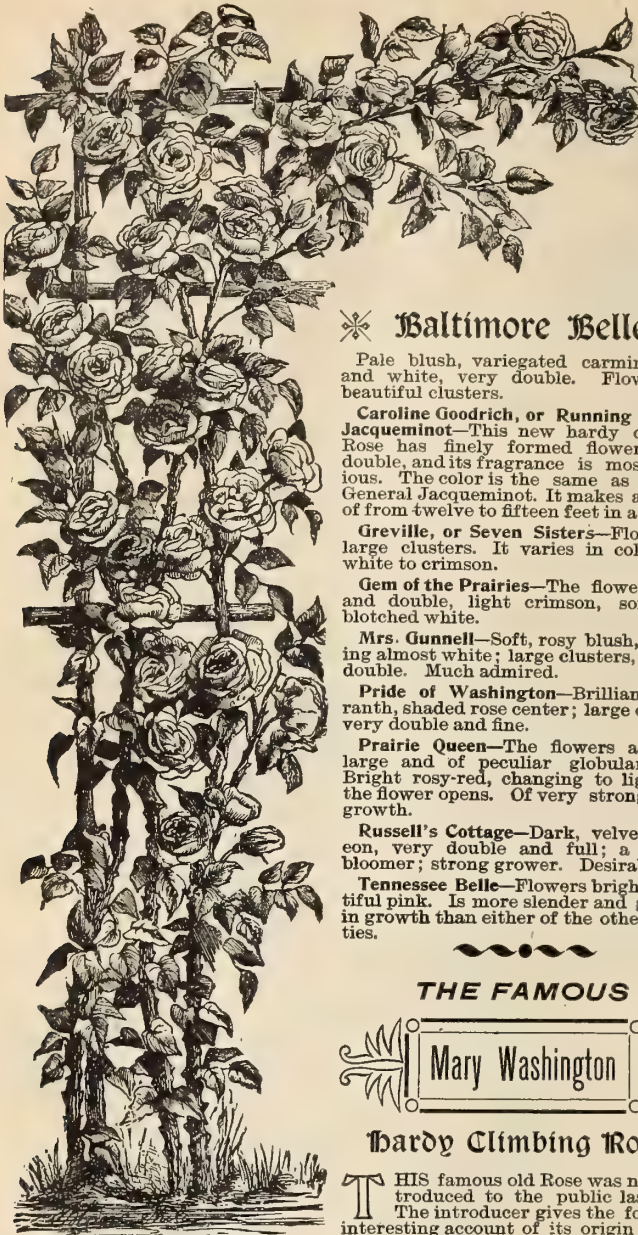 Baltimore Belle
Pale blush, variegated carmin
and white, very double. Flow
beautiful clusters.
Caroline Goodrich, or Running
Jacqueminot—This new hardy c
Rose has finely formed flower
double, and its fragrance is mos
ious. The color is the same as
General Jacqueminot. It makes a
of from twelve to fifteen feet in a
Greville, or Seven Sisters—Flo
large clusters. It varies in col
white to crimson.
Gem of the Prairies—The flowe
and double, light crimson, so
blotched white.
Mrs. Gunnell—Soft, rosy blush,
ing almost white; large clusters,
double. Much admired.
Pride of Washington—Brillian
ranth, shaded rose center; large c
very double and fine.
Prairie Queen—The flowers a
large and of peculiar globular
Bright rosy-red, changing to lig
the flower opens. Of very strong
growth.
Russell's Cottage—Dark, velve
eon, very double and full; a
bloomer; strong grower. Desiral
Tennessee Belle—Flowers brigh
tiful pink. Is more slender and g
in growth than either of the othe
ties.
THE FAMOUS
Mary Washington
Hardy Climbing Ro
THIS famous old Rose was n
troduced to the public las
The introducer gives the fo
interesting account of its origin